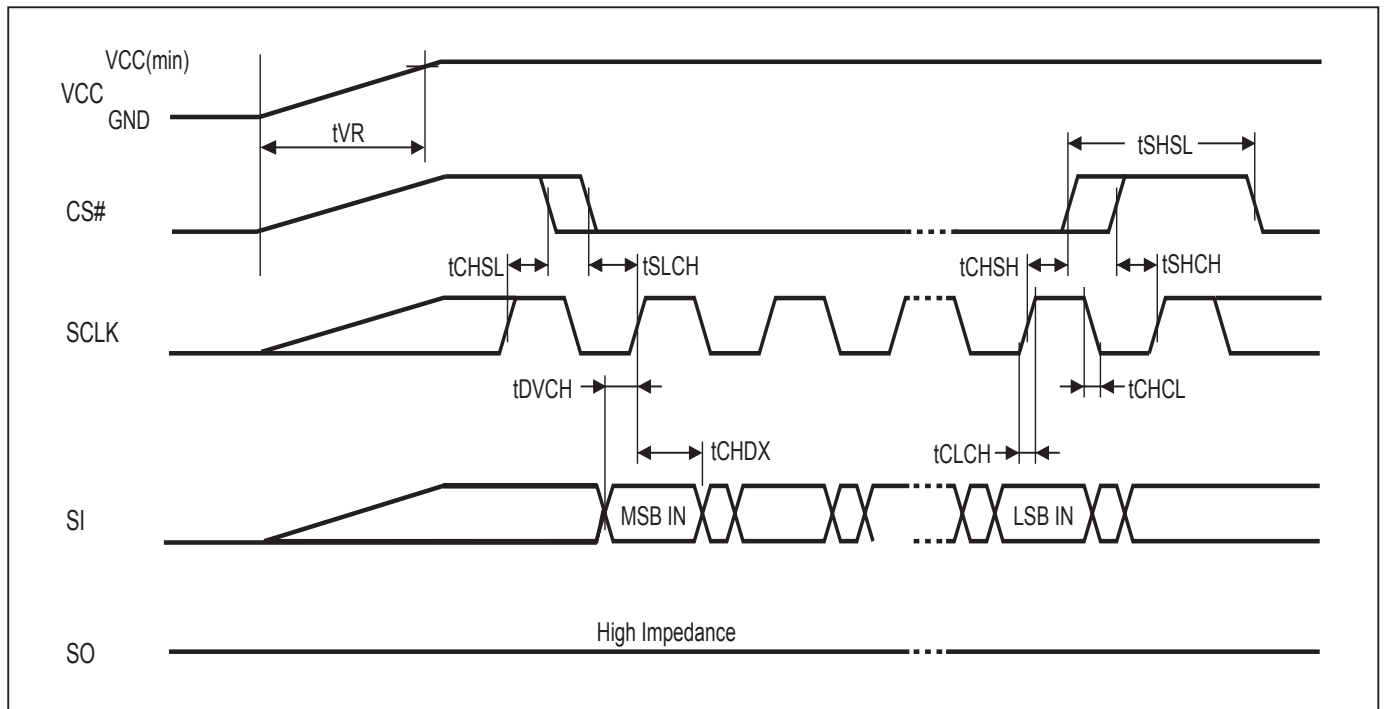 VCC(min)
VCC
GND
tVR
tSHSL
CS#
tCHSL
tSLCH
tCHSH
tSHCH
SCLK
tDVCH
tCHCL
tCHDX
tCLCH
SI
MSB IN
LSB IN
High Impedance
SO